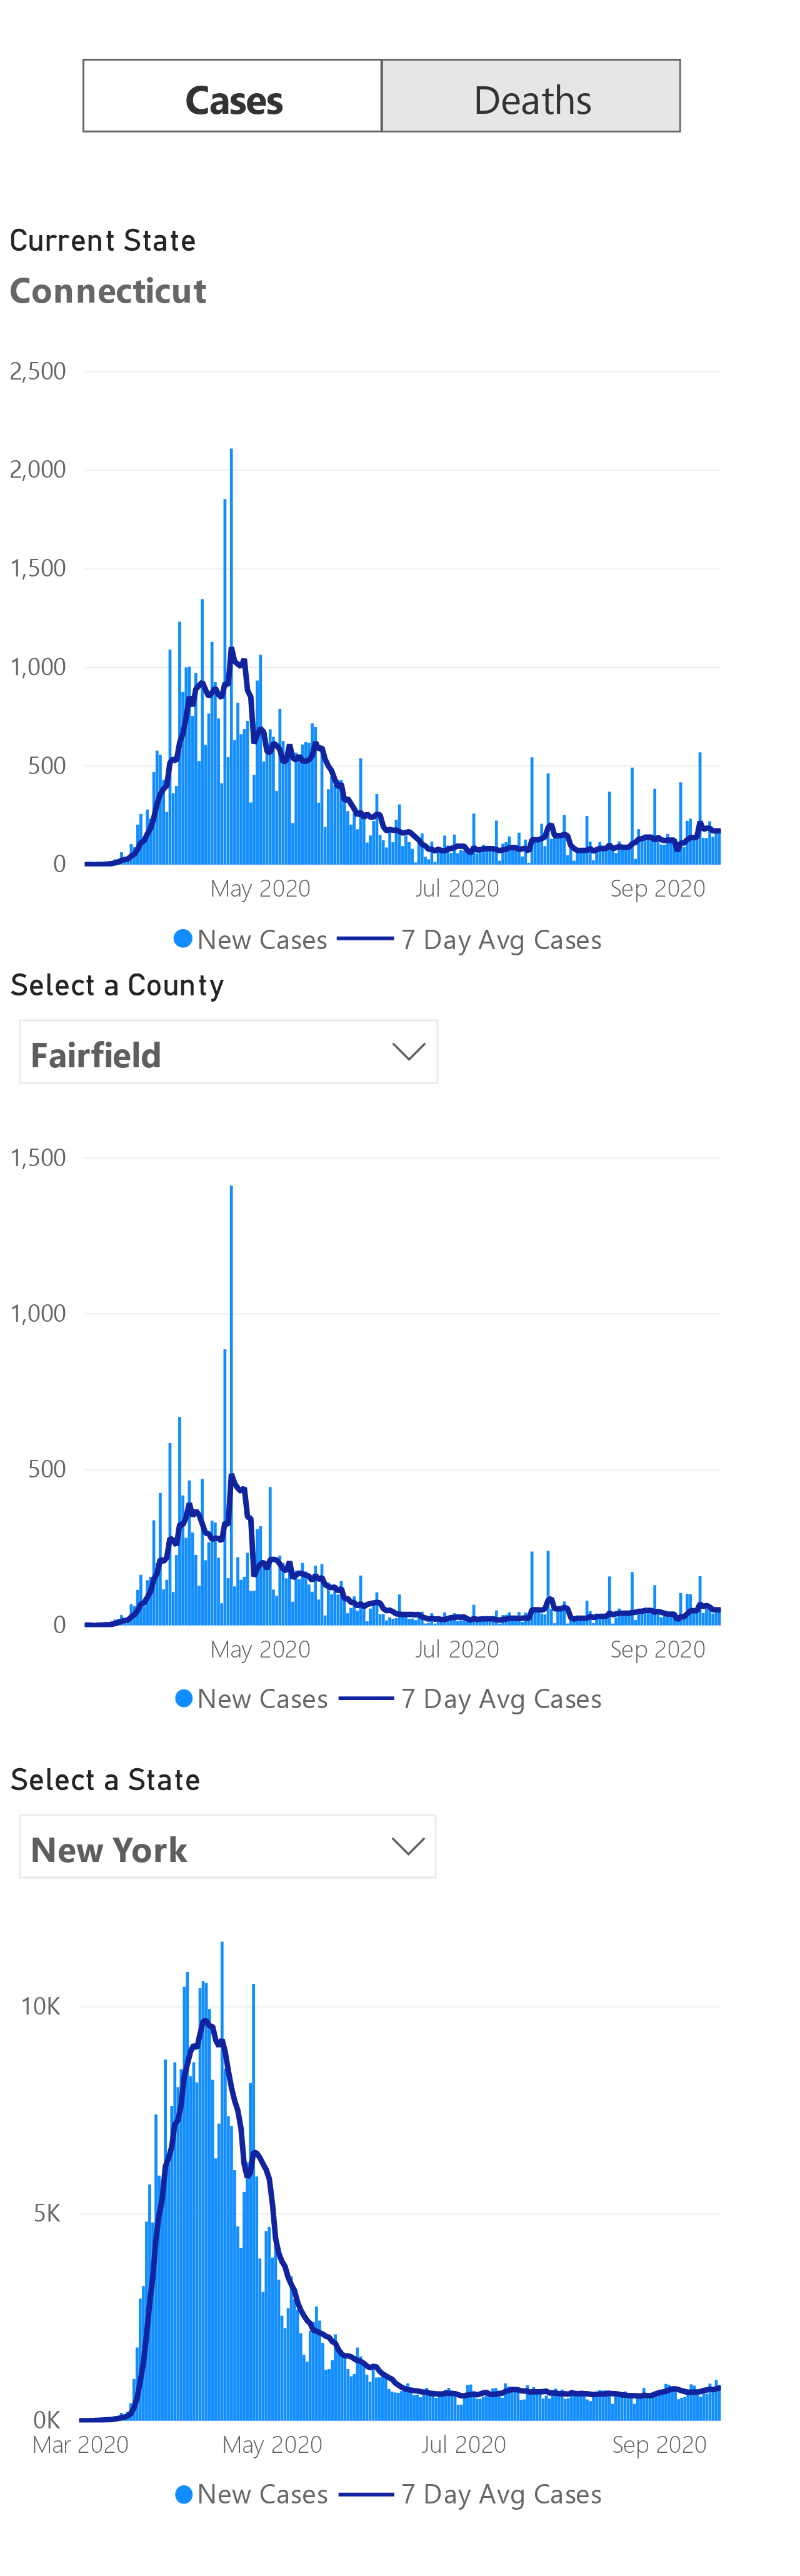 Cases Deaths
Current State
Connecticut
2,500
2,000
1,500
1,000
500
0
May 2020 Jul 2020 Sep 2020
New Cases 7 Day Avg Cases
Select a County
Fairfield
1,500
1,000
500
0
May 2020 Jul 2020 Sep 2020
New Cases 7 Day Avg Cases
Select a State
New York
10K
5K
0K
Mar 2020 May 2020 Jul 2020 Sep 2020
New Cases 7 Day Avg Cases